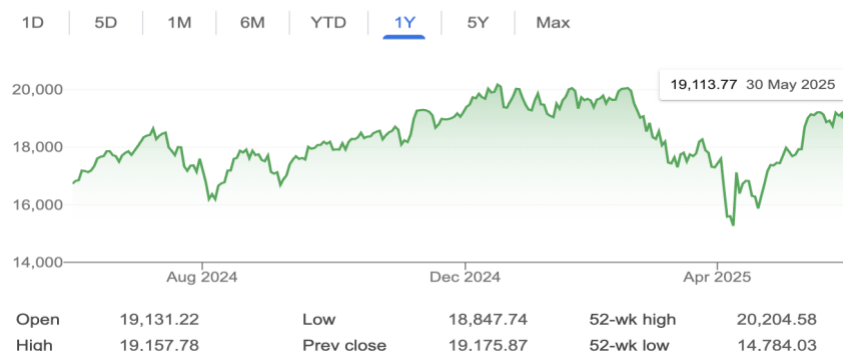 1D 5D 1M 6M YTD 1Y 5Y Max
20,000
19,113.77 30 May 2025
18,000
16,000
14,000
Aug 2024 Dec 2024 Apr 2025
Open 19,131.22 Low 18,847.74 52-wk high 20,204.58
High 19,157.78 Prev close 19,175.87 52-wk low 14,784.03